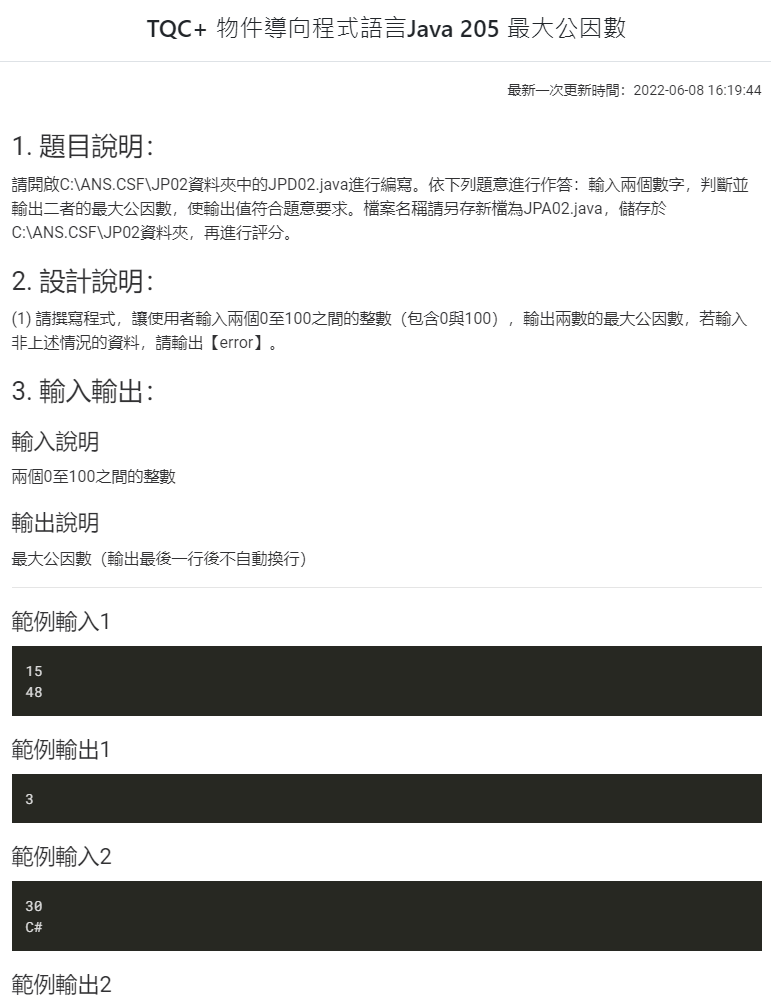 TQC+ 物件導向程式語言Java 205 最大公因數
最新一次更新時間：2022-06-08 16:19:44
1. 題目說明：
請開啟C:\ANS.CSF\JP02資料夾中的JPD02.java進行編寫。依下列題意進行作答：輸入兩個數字，判斷並
輸出二者的最大公因數，使輸出值符合題意要求。檔案名稱請另存新檔為JPA02.java，儲存於
C:\ANS.CSF\JP02資料夾，再進行評分。
2. 設計說明：
(1) 請撰寫程式，讓使用者輸入兩個0至100之間的整數（包含0與100），輸出兩數的最大公因數，若輸入
非上述情況的資料，請輸出【error】。
3. 輸入輸出：
輸入說明
兩個0至100之間的整數
輸出說明
最大公因數（輸出最後一行後不自動換行）
範例輸入1
15
48
範例輸出1
3
範例輸入2
30
C#
範例輸出2